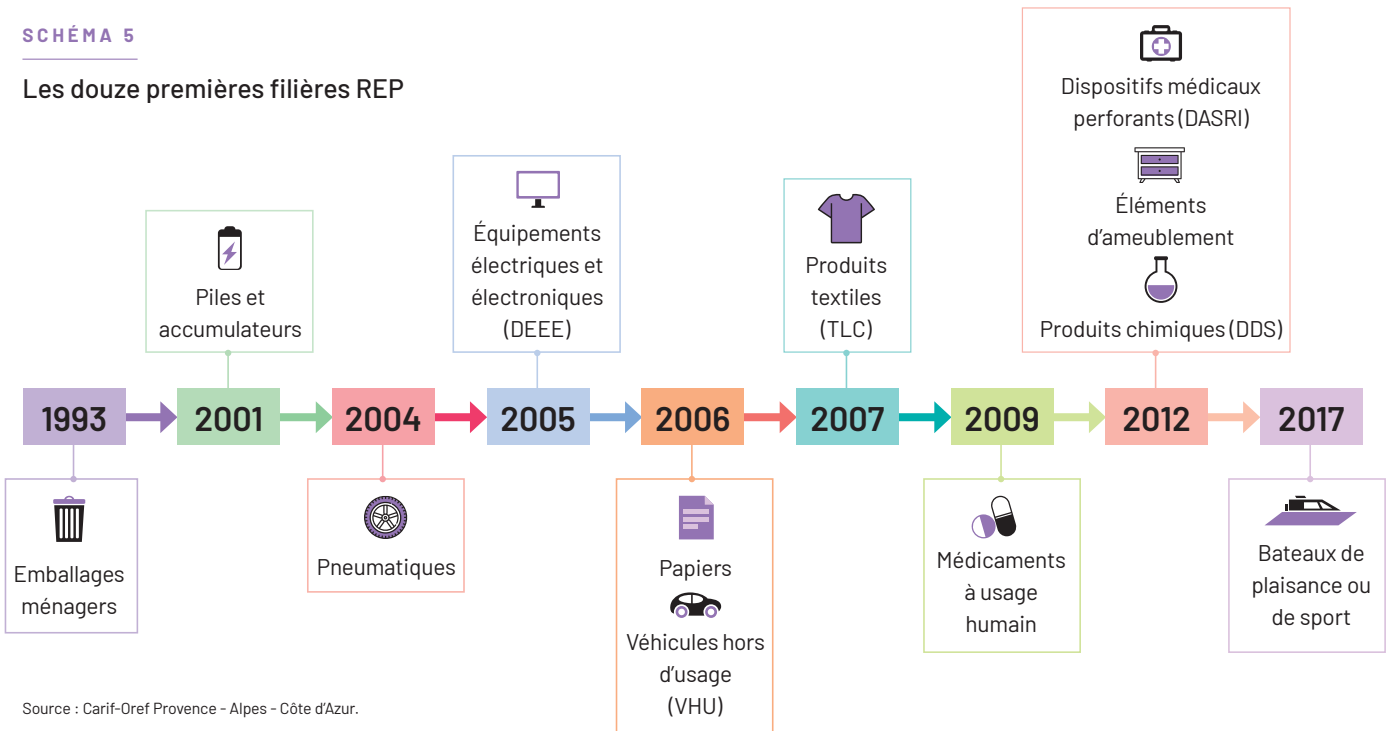 SCHÉMA 5
Les douze premières filières REP
Dispositifs médicaux
perforants (DASRI)
Éléments
d'ameublement
Produits chimiques (DDS)
Équipements
électriques et
électroniques
(DEEE)
Produits
textiles
(TLC)
Piles et
accumulateurs
1993
2001
2004
2005
2006
2007
2009
2012
2017
Emballages
ménagers
Pneumatiques
Papiers
Véhicules hors
d'usage
(VHU)
Médicaments
à usage
humain
Bateaux de
plaisance ou
de sport
Source : Carif-Oref Provence - Alpes - Côte d'Azur.